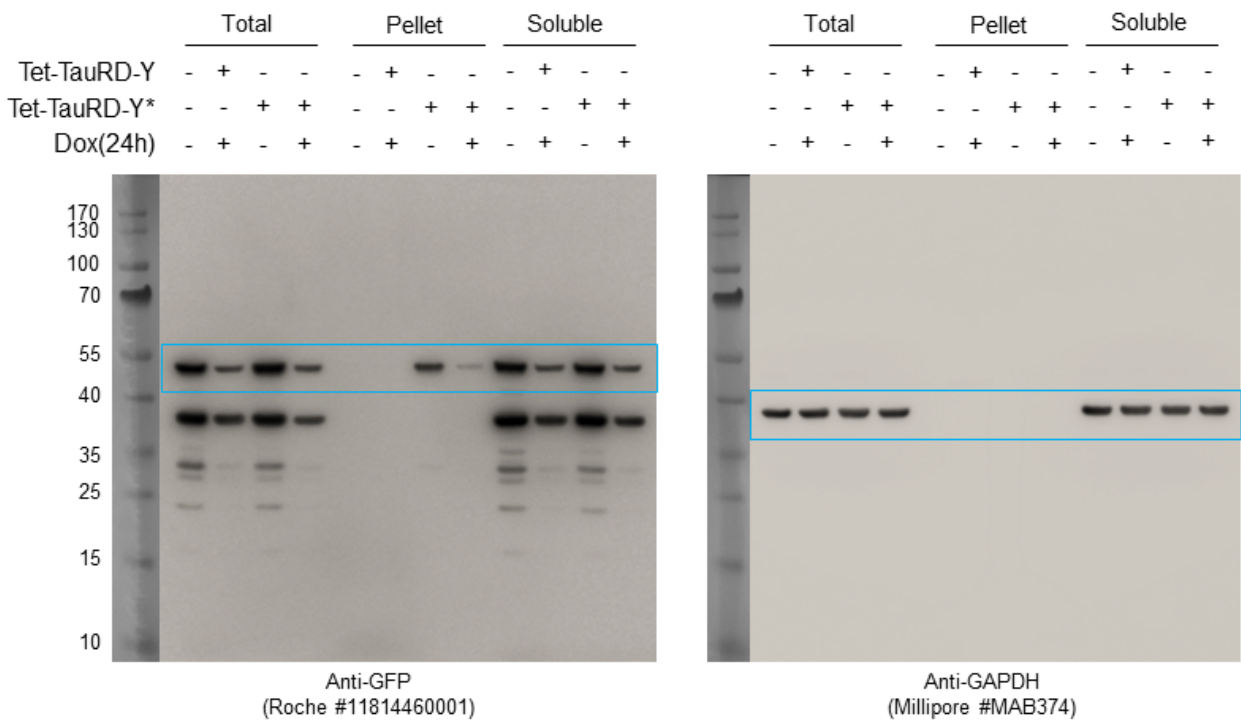 Total Pellet Soluble Total Pellet Soluble
Tet-TauRD-Y - + - - - + - - - + - - - + - - - + - - - + - -
Tet-TauRD-Y* - - + + - - + + - - + + - - + + - - + + - - + +
Dox(24h) - + - + - + - + - + - + - + - + - + - + - + - +
170
130
100
70
55
40
35
25
15
10
Anti-GFP Anti-GAPDH
(Roche #11814460001) (Millipore #MAB374)